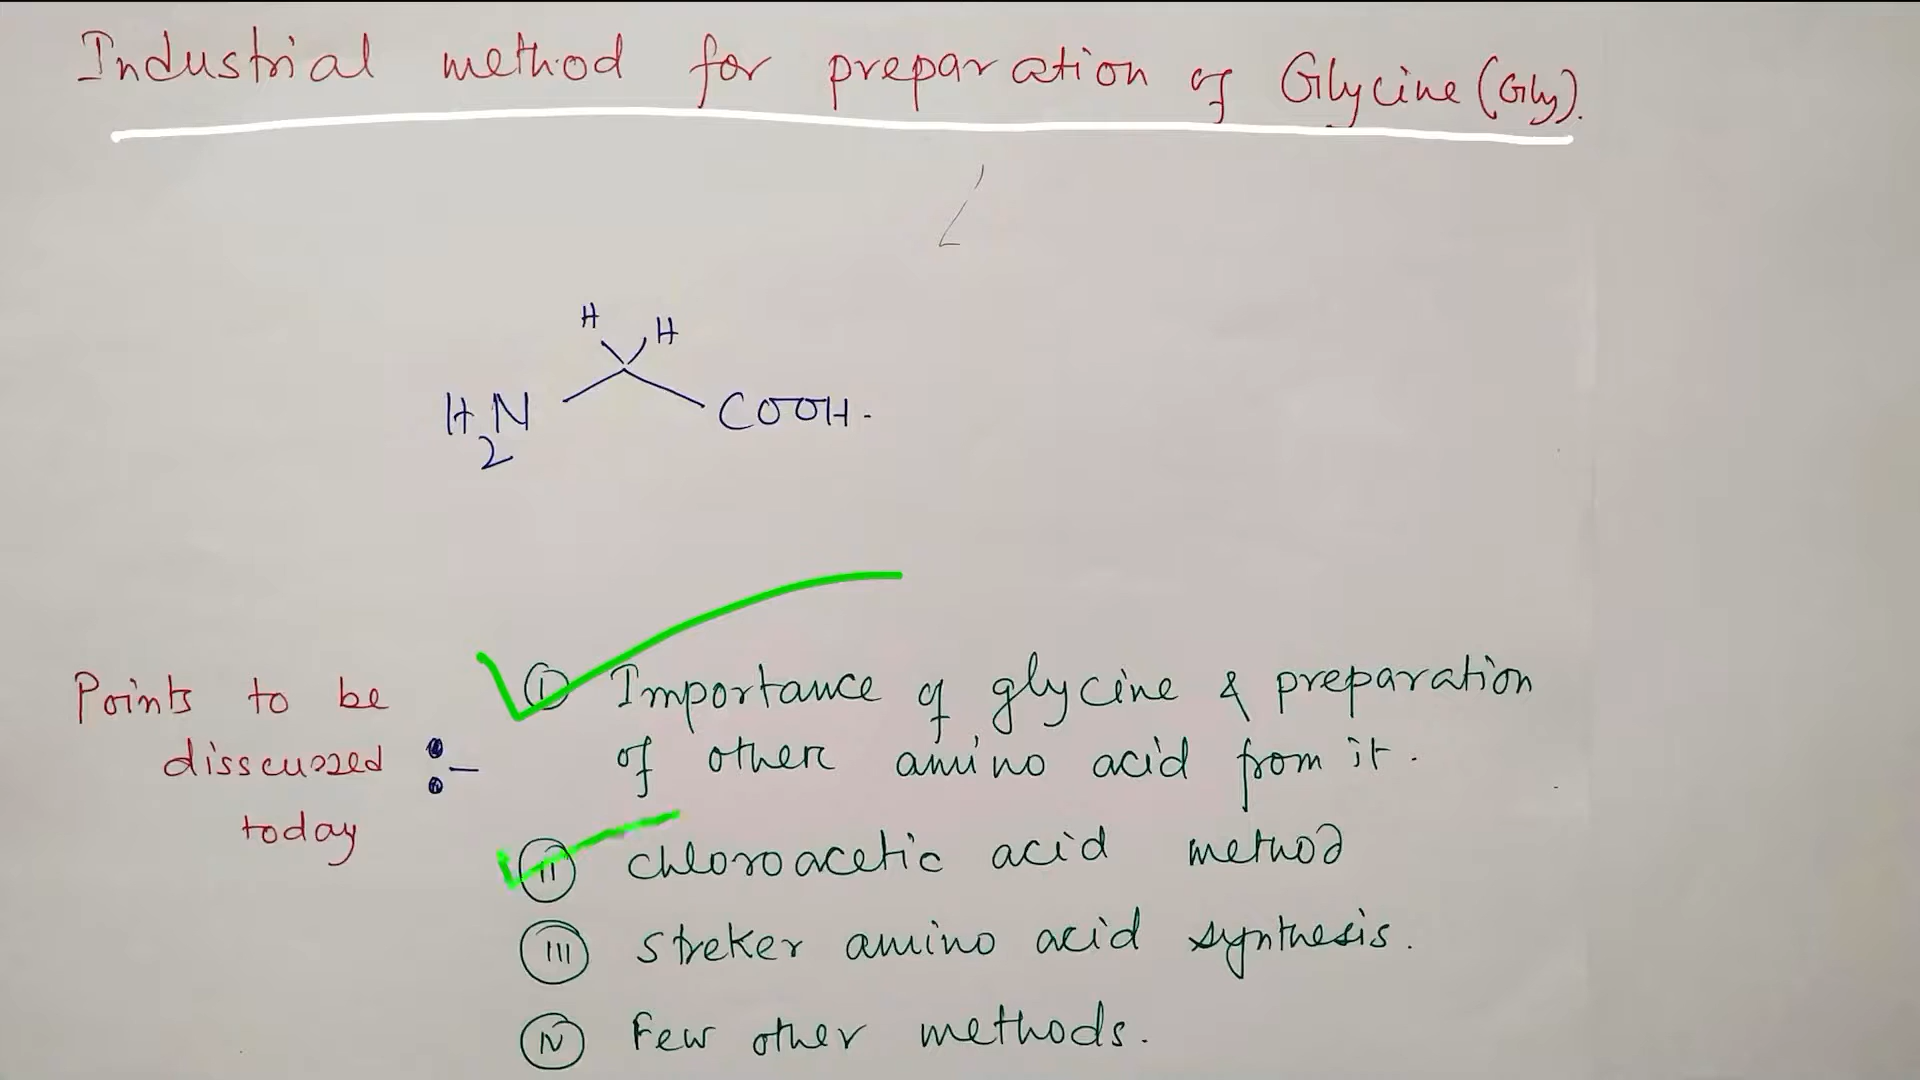 Industrial method for preparation of Glycine (Gly).
H H
H2N COOH.
Points to be
disscussed :-
today
(I) Importance of glycine & preparation
of other amino acid from it.
(II) chloroacetic acid method
(III) streker amino acid synthesis.
(IV) Few other methods.